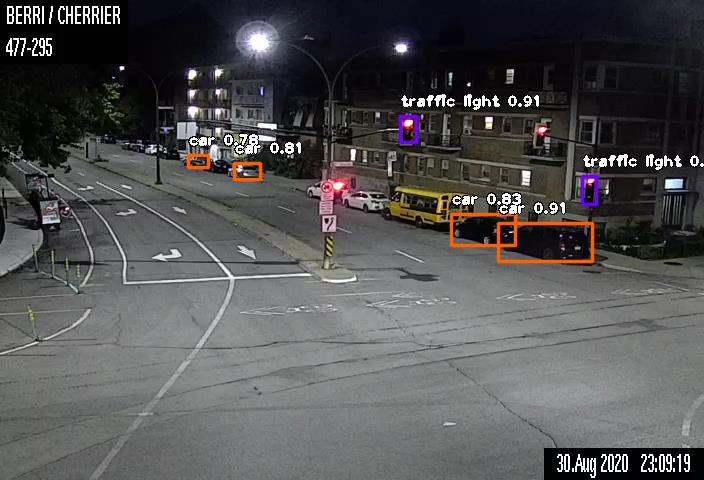 BERRI / CHERRIER
477-295
traffic light 0.91
car 0.78
car 0.81
traffic light 0.
car 0.83
car 0.91
30.Aug 2020 23:09:19